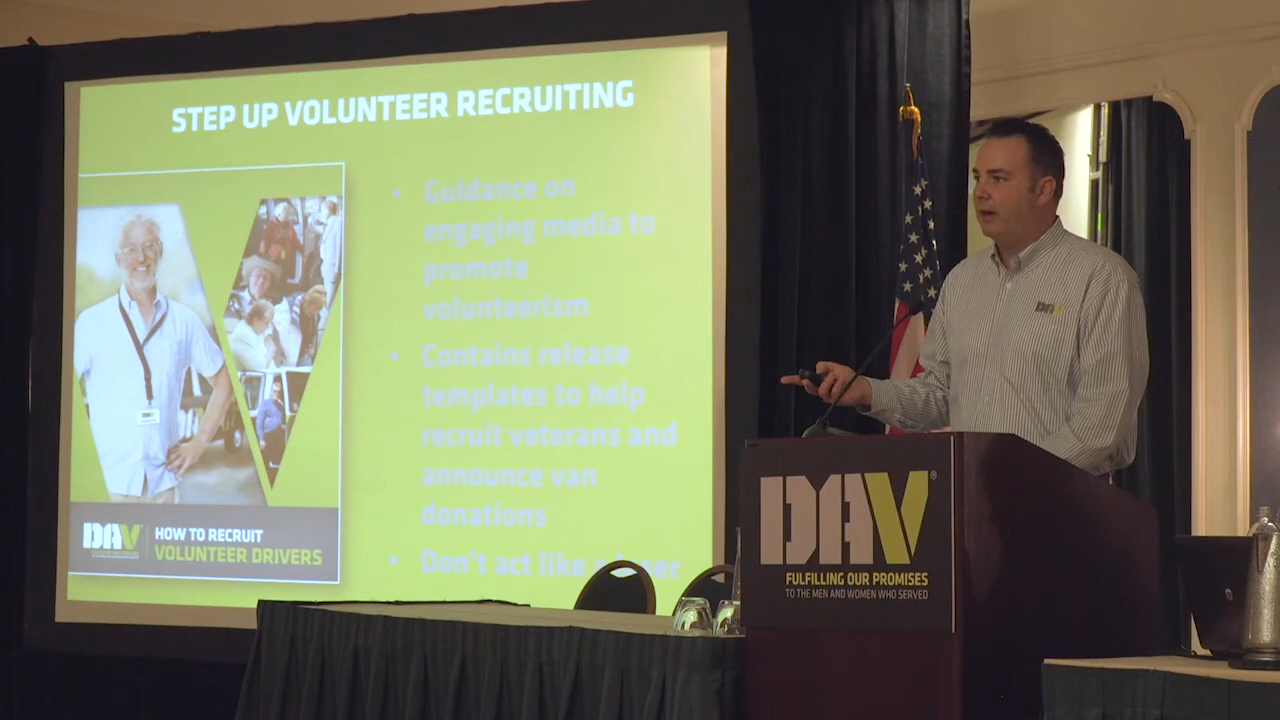 STEP UP VOLUNTEER RECRUITING
• Guidance on
engaging media to
promote
volunteerism
• Contains release
templates to help
recruit veterans and
announce van
donations
• Don't act like
DAV
HOW TO RECRUIT
VOLUNTEER DRIVERS
DAV
DAV®
FULFILLING OUR PROMISES
TO THE MEN AND WOMEN WHO SERVED